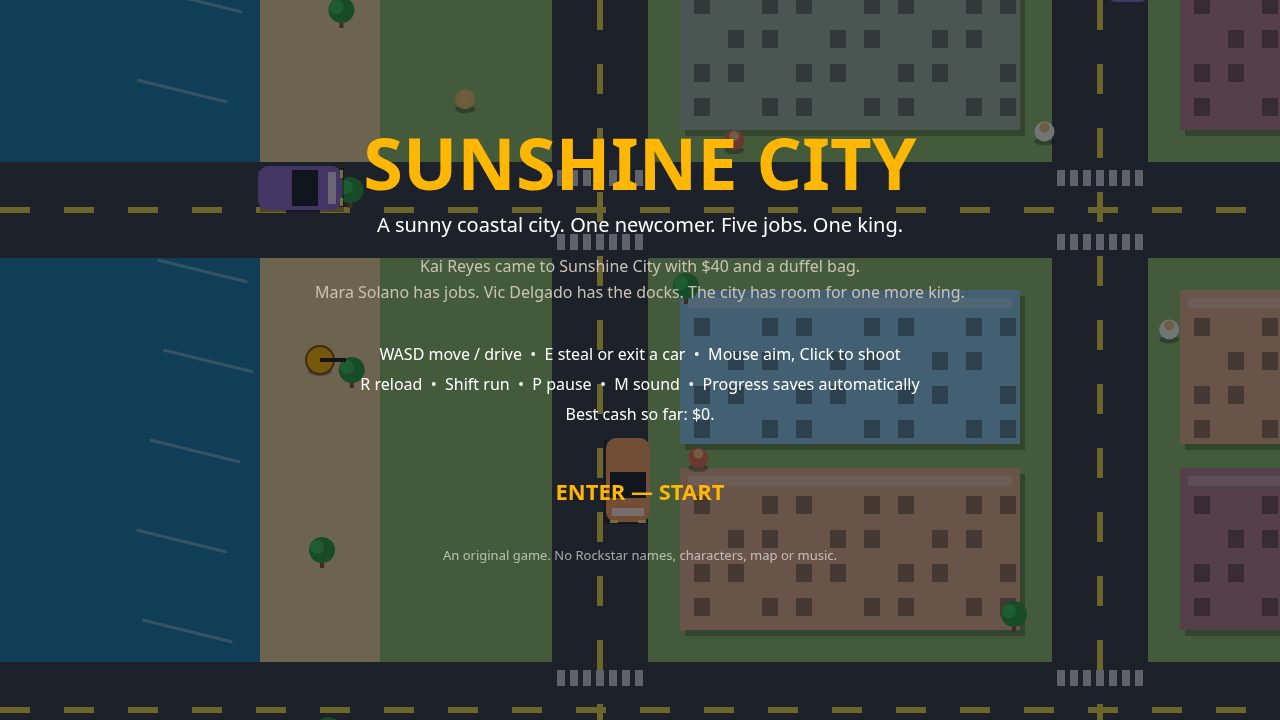 SUNSHINE CITY
A sunny coastal city. One newcomer. Five jobs. One king.
Kai Reyes came to Sunshine City with $40 and a duffel bag.
Mara Solano has jobs. Vic Delgado has the docks. The city has room for one more king.
WASD move / drive • E steal or exit a car • Mouse aim, Click to shoot
R reload • Shift run • P pause • M sound • Progress saves automatically
Best cash so far: $0.
ENTER — START
An original game. No Rockstar names, characters, map or music.